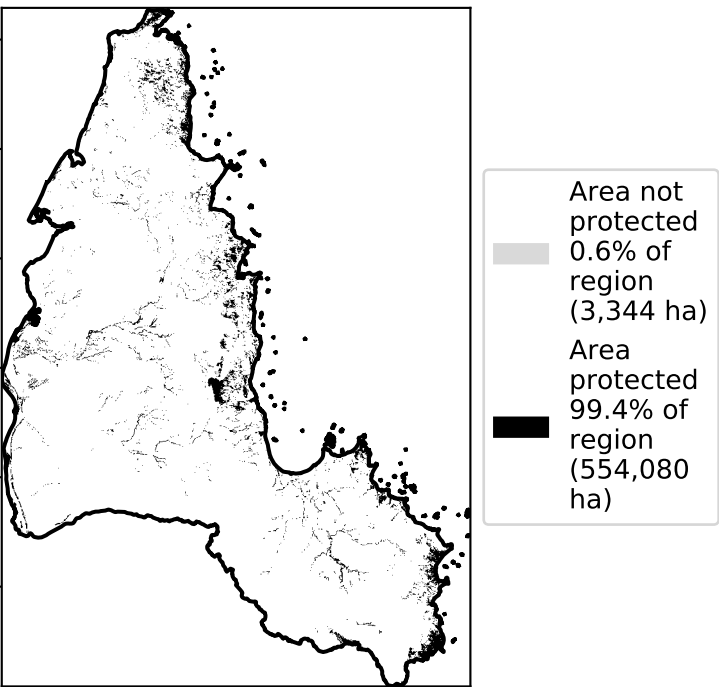 Area not
protected
0.6% of
region
(3,344 ha)
Area
protected
99.4% of
region
(554,080
ha)